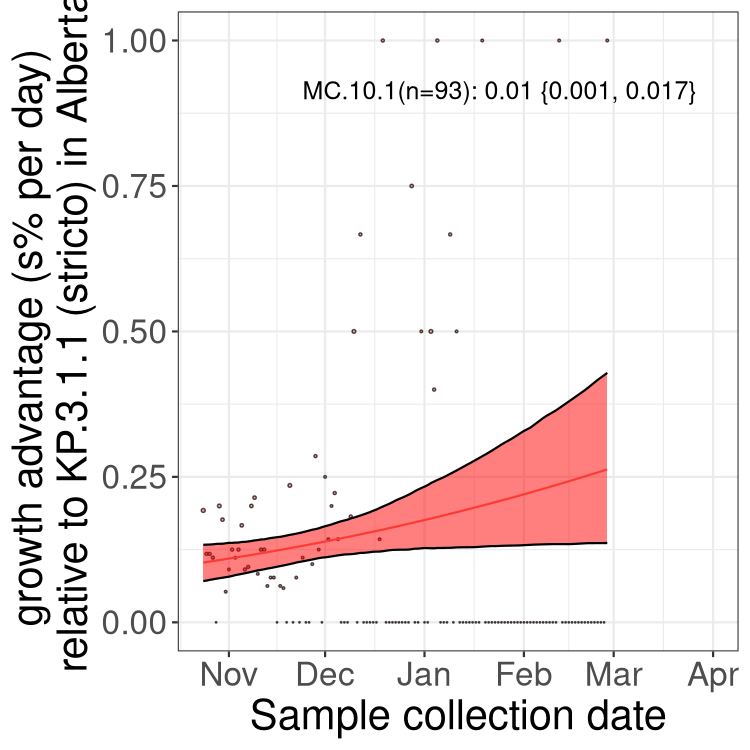 growth advantage (s% per day)
relative to KP.3.1.1 (stricto) in Alberta
1.00
0.75
0.50
0.25
0.00
MC.10.1(n=93): 0.01 {0.001, 0.017}
Nov Dec Jan Feb Mar Apr
Sample collection date